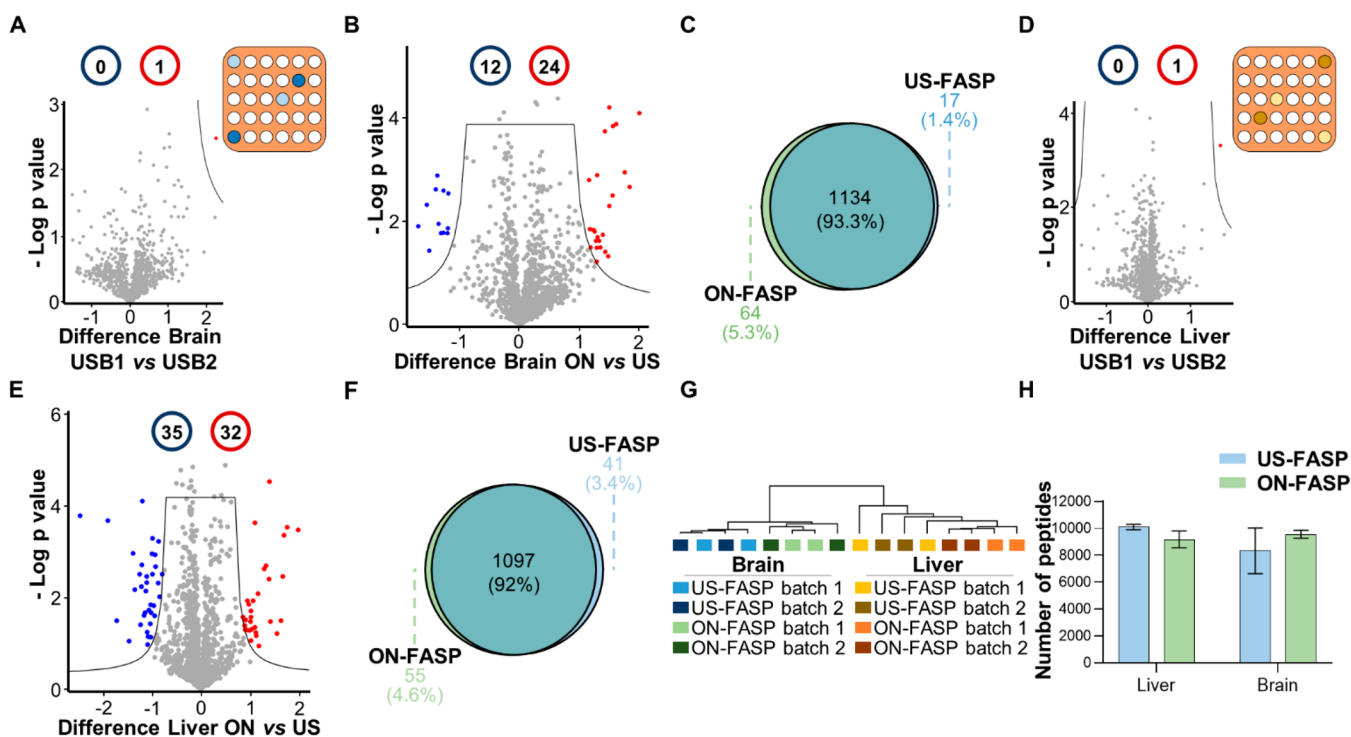 A
0
1
3
2
1
0
- Log p value
-1
0
1
2
Difference Brain
USB1 vs USB2
B
12
24
4
2
0
- Log p value
-1
0
1
2
Difference Brain ON vs US
C
US-FASP
17
(1.4%)
1134
(93.3%)
ON-FASP
64
(5.3%)
D
0
1
4
2
0
- Log p value
-1
0
1
Difference Liver
USB1 vs USB2
E
35
32
6
4
2
0
- Log p value
-2
-1
0
1
2
Difference Liver ON vs US
F
US-FASP
41
(3.4%)
1097
(92%)
ON-FASP
55
(4.6%)
G
Brain
US-FASP batch 1
US-FASP batch 2
ON-FASP batch 1
ON-FASP batch 2
Liver
US-FASP batch 1
US-FASP batch 2
ON-FASP batch 1
ON-FASP batch 2
H
US-FASP
ON-FASP
12000
10000
8000
6000
4000
2000
0
Number of peptides
Liver
Brain